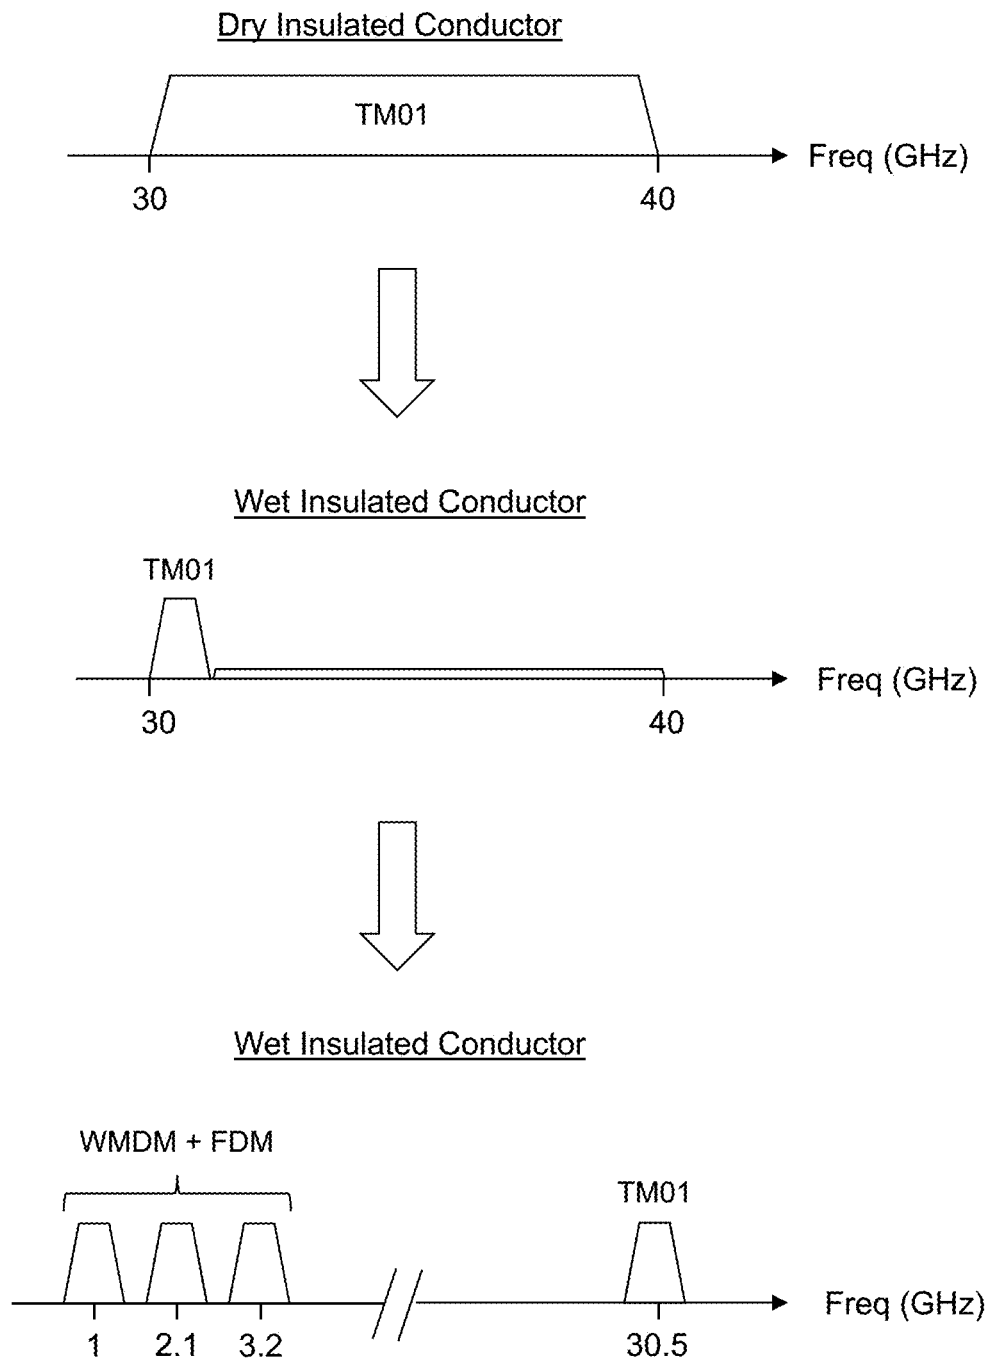 Dry Insulated Conductor
TM01
Freq (GHz)
30
40
Wet Insulated Conductor
TM01
Freq (GHz)
30
40
Wet Insulated Conductor
WMDM + FDM
TM01
Freq (GHz)
1
2.1
3.2
30.5